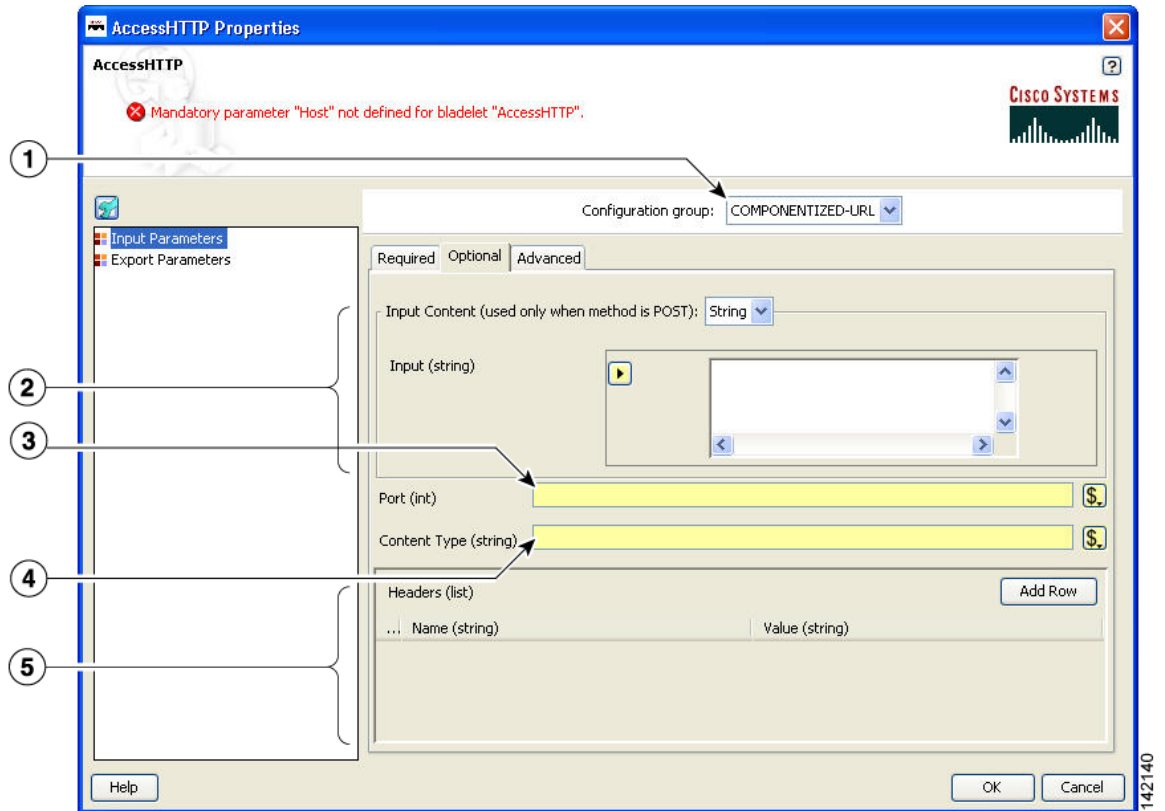 AccessHTTP Properties
AccessHTTP
?
Mandatory parameter "Host" not defined for bladelet "AccessHTTP".
CISCO SYSTEMS
1
Configuration group: COMPONENTIZED-URL
Input Parameters
Export Parameters
Required Optional Advanced
Input Content (used only when method is POST): String
Input (string)
2
3
Port (int) $
Content Type (string) $
4
Headers (list) Add Row
... Name (string) Value (string)
5
Help OK Cancel
142140